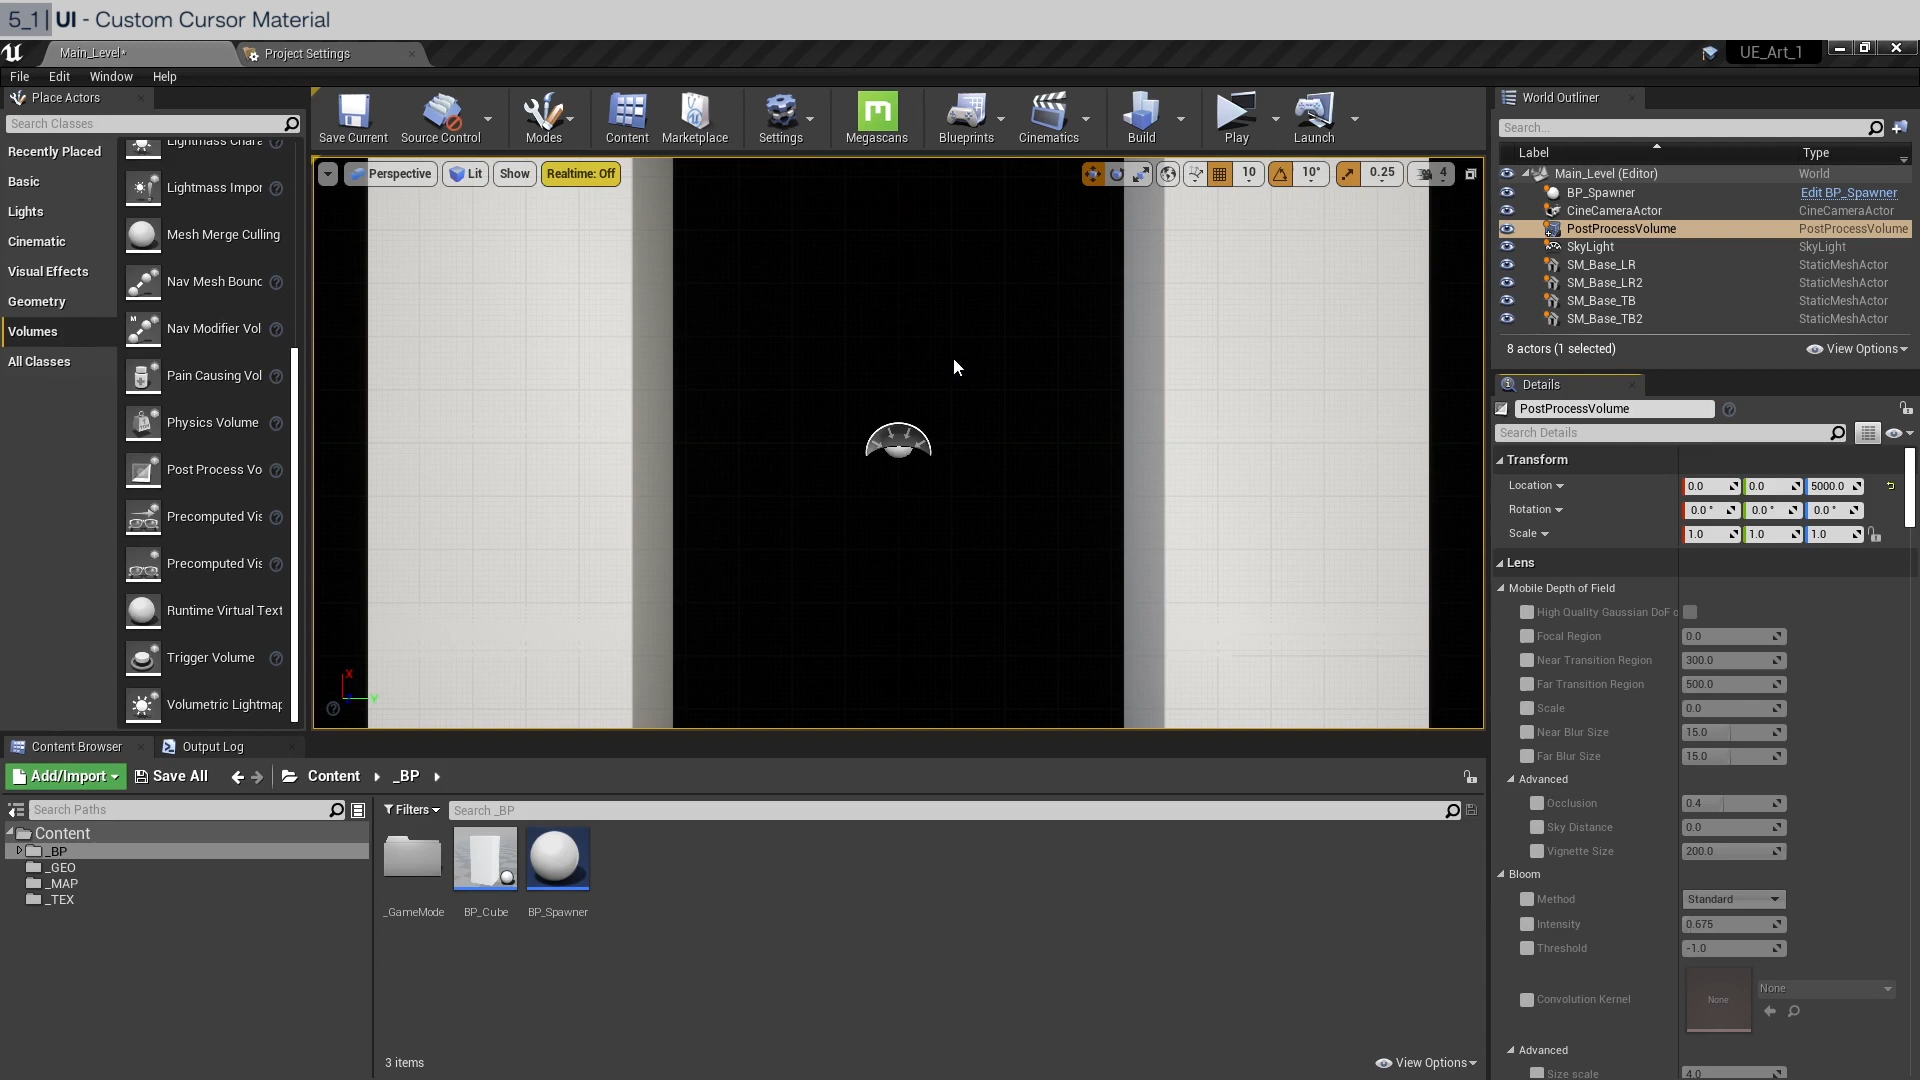 5_1| UI - Custom Cursor Material
Main_Level*
Project Settings
UE_Art_1
File Edit Window Help
Place Actors
Search Classes
Recently Placed
Basic
Lights
Cinematic
Visual Effects
Geometry
Volumes
All Classes
Lightmass Chara
Lightmass Impor
Mesh Merge Culling
Nav Mesh Bounc
Nav Modifier Vol
Pain Causing Vol
Physics Volume
Post Process Vo
Precomputed Vis
Precomputed Vis
Runtime Virtual Text
Trigger Volume
Volumetric Lightmap
Save Current
Source Control
Modes
Content
Marketplace
Settings
Megascans
Blueprints
Cinematics
Build
Play
Launch
Perspective
Lit
Show
Realtime: Off
10
10°
0.25
4
X
Y
World Outliner
Search...
Label Type
Main_Level (Editor) World
BP_Spawner Edit BP_Spawner
CineCameraActor CineCameraActor
PostProcessVolume PostProcessVolume
SkyLight SkyLight
SM_Base_LR StaticMeshActor
SM_Base_LR2 StaticMeshActor
SM_Base_TB StaticMeshActor
SM_Base_TB2 StaticMeshActor
8 actors (1 selected)
View Options
Details
PostProcessVolume
Search Details
Transform
Location 0.0 0.0 5000.0
Rotation 0.0 ° 0.0 ° 0.0 °
Scale 1.0 1.0 1.0
Lens
Mobile Depth of Field
High Quality Gaussian DoF o
Focal Region 0.0
Near Transition Region 300.0
Far Transition Region 500.0
Scale 0.0
Near Blur Size 15.0
Far Blur Size 15.0
Advanced
Occlusion 0.4
Sky Distance 0.0
Vignette Size 200.0
Bloom
Method Standard
Intensity 0.675
Threshold -1.0
Convolution Kernel None None
Advanced
Size scale 4.0
Content Browser
Output Log
Add/Import
Save All
Content
_BP
Search Paths
Filters
Search _BP
Content
_BP
_GEO
_MAP
_TEX
_GameMode
BP_Cube
BP_Spawner
3 items
View Options